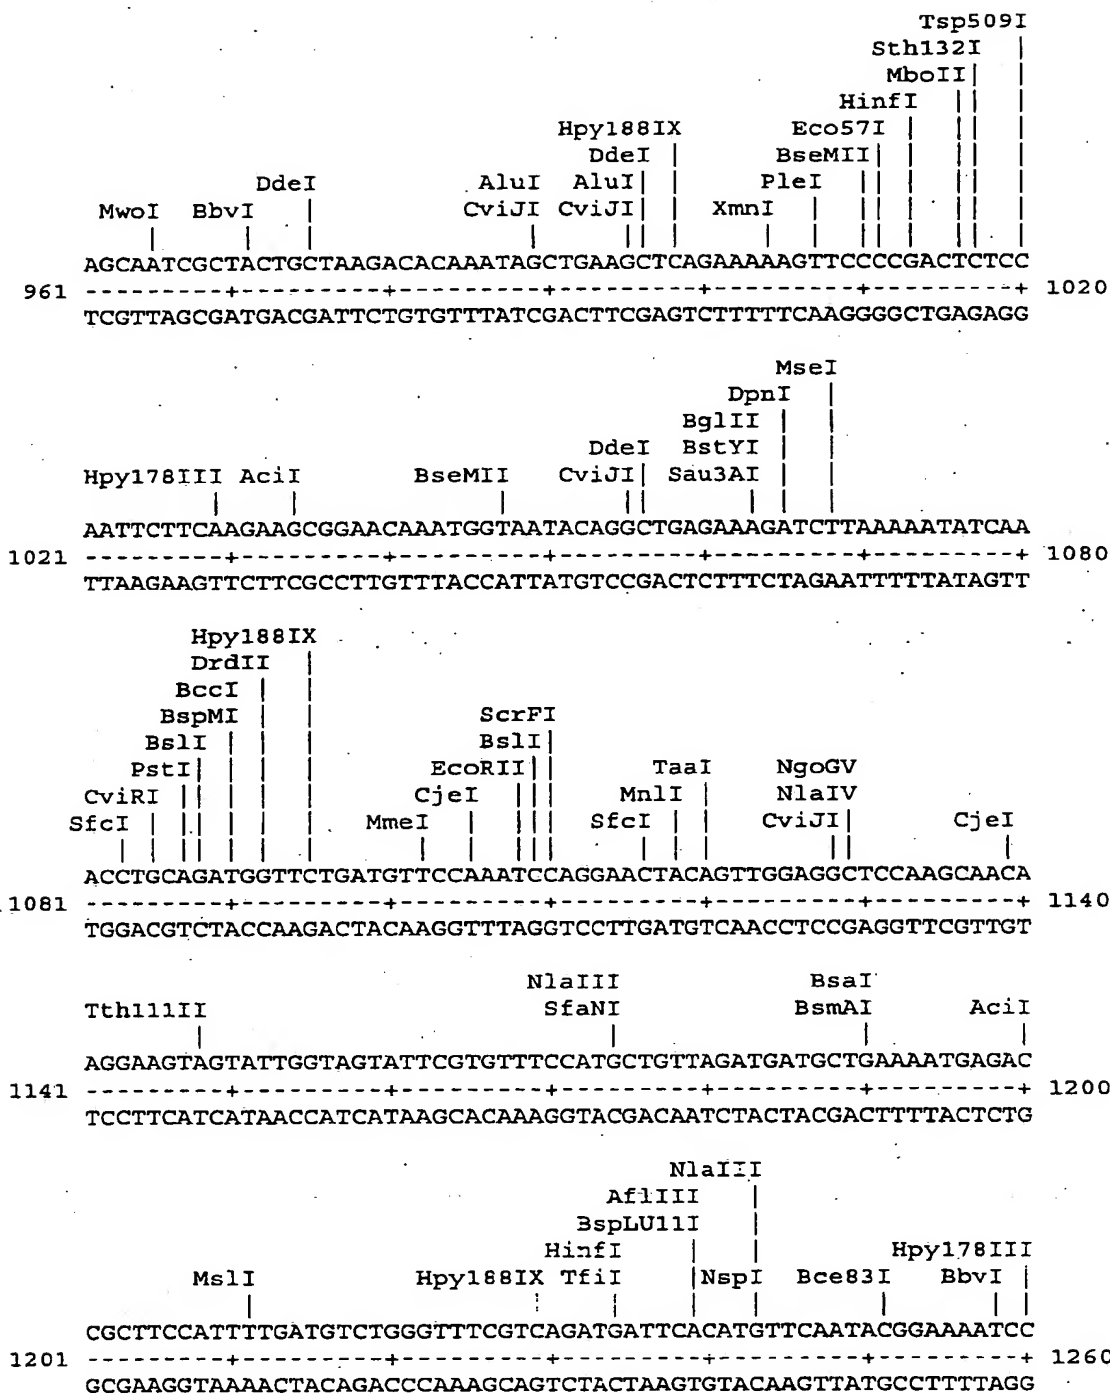 Tsp509I
Sth132I |
MboII| |
HinfI || |
Hpy188IX Eco57I | || |
DdeI | BseMII| | || |
DdeI AluI AluI| | PleI || | || |
MwoI BbvI | CviJI CviJI| | XmnI | || | || |
AGCAATCGCTACTGCTAAGACACAAATAGCTGAAGCTCAGAAAAAGTTCCCCGACTCTCC
961 ---------+---------+---------+---------+---------+---------+ 1020
TCGTTAGCGATGACGATTCTGTGTTTATCGACTTCGAGTCTTTTTCAAGGGGCTGAGAGG
MseI
DpnI |
BglII | |
DdeI BstYI | |
Hpy178III AciI BseMII CviJI| Sau3AI | |
AATTCTTCAAGAAGCGGAACAAATGGTAATACAGGCTGAGAAAGATCTTAAAAATATCAA
1021 ---------+---------+---------+---------+---------+---------+ 1080
TTAAGAAGTTCTTCGCCTTGTTTACCATTATGTCCGACTCTTTCTAGAATTTTTATAGTT
Hpy188IX
DrdII |
BccI | |
BspMI | | ScrFI
BslI | | | BslI|
PstI| | | | EcoRII|| TaaI NgoGV
CviRI || | | | CjeI ||| MnlI | NlaIV
SfcI | || | | | MmeI | ||| SfcI | | CviJI| CjeI
ACCTGCAGATGGTTCTGATGTTCCAAATCCAGGAACTACAGTTGGAGGCTCCAAGCAACA
1081 ---------+---------+---------+---------+---------+---------+ 1140
TGGACGTCTACCAAGACTACAAGGTTTAGGTCCTTGATGTCAACCTCCGAGGTTCGTTGT
NlaIII BsaI
Tth111II SfaNI BsmAI AciI
AGGAAGTAGTATTGGTAGTATTCGTGTTTCCATGCTGTTAGATGATGCTGAAAATGAGAC
1141 ---------+---------+---------+---------+---------+---------+ 1200
TCCTTCATCATAACCATCATAAGCACAAAGGTACGACAATCTACTACGACTTTTACTCTG
NlaIII
AflIII |
BspLU11I |
HinfI | | Hpy178III
MslI Hpy188IX TfiI |NspI Bce83I BbvI |
CGCTTCCATTTTGATGTCTGGGTTTCGTCAGATGATTCACATGTTCAATACGGAAAATCC
1201 ---------+---------+---------+---------+---------+---------+ 1260
GCGAAGGTAAAACTACAGACCCAAAGCAGTCTACTAAGTGTACAAGTTATGCCTTTTAGG